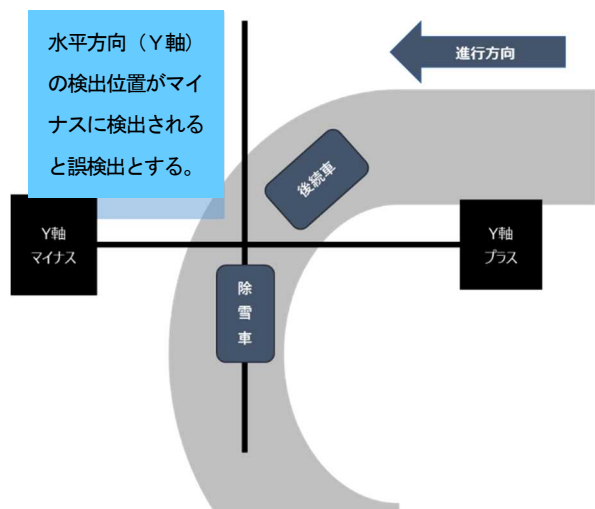 水平方向（Ｙ軸）
の検出位置がマイ
ナスに検出される
と誤検出とする。
進行方向
後続車
Y軸
マイナス
Y軸
プラス
除
雪
車